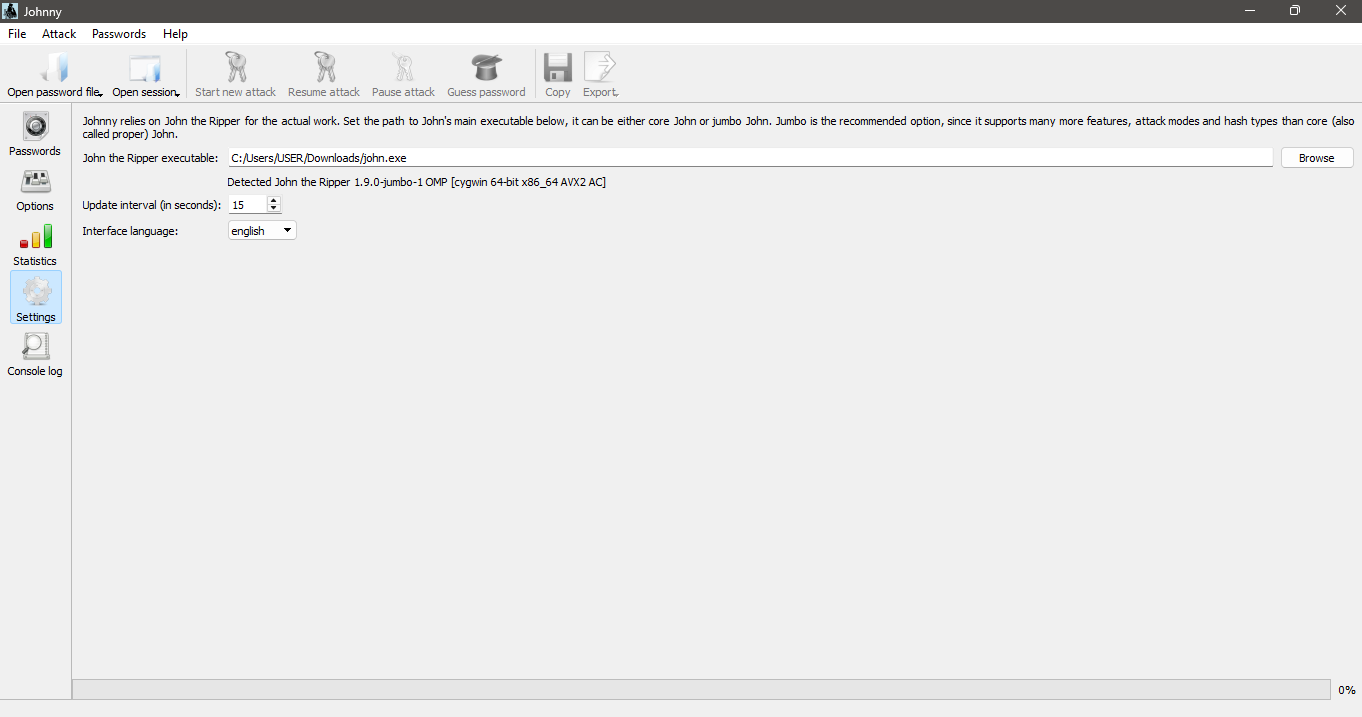 Johnny
File Attack Passwords Help
Open password file Open session Start new attack Resume attack Pause attack Guess password Copy Export
Passwords
Options
Statistics
Settings
Console log
Johnny relies on John the Ripper for the actual work. Set the path to John's main executable below, it can be either core John or jumbo John. Jumbo is the recommended option, since it supports many more features, attack modes and hash types than core (also
called proper) John.
John the Ripper executable: C:/Users/USER/Downloads/john.exe Browse
Detected John the Ripper 1.9.0-jumbo-1 OMP [cygwin 64-bit x86_64 AVX2 AC]
Update interval (in seconds): 15
Interface language: english
0%